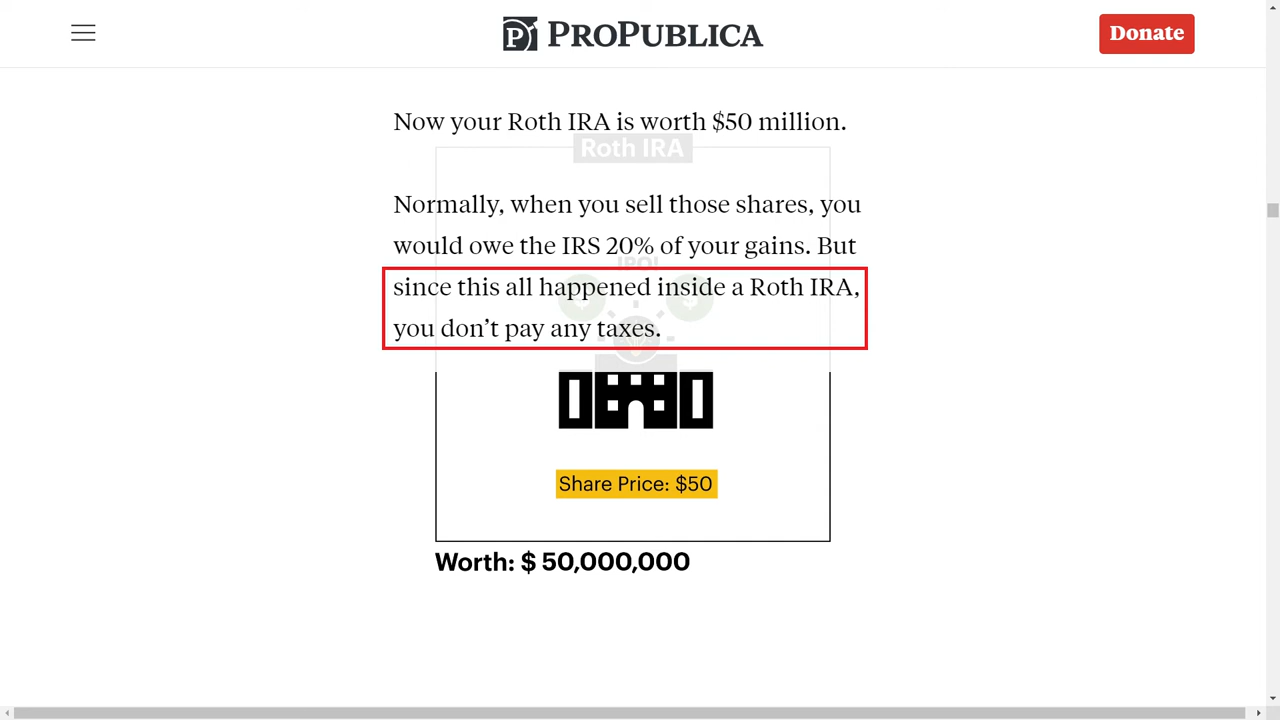 PROPUBLICA
Donate
Now your Roth IRA is worth $50 million.
Roth IRA
Normally, when you sell those shares, you
would owe the IRS 20% of your gains. But
IPO!
since this all happened inside a Roth IRA,
you don’t pay any taxes.
Share Price: $50
Worth: $ 50,000,000